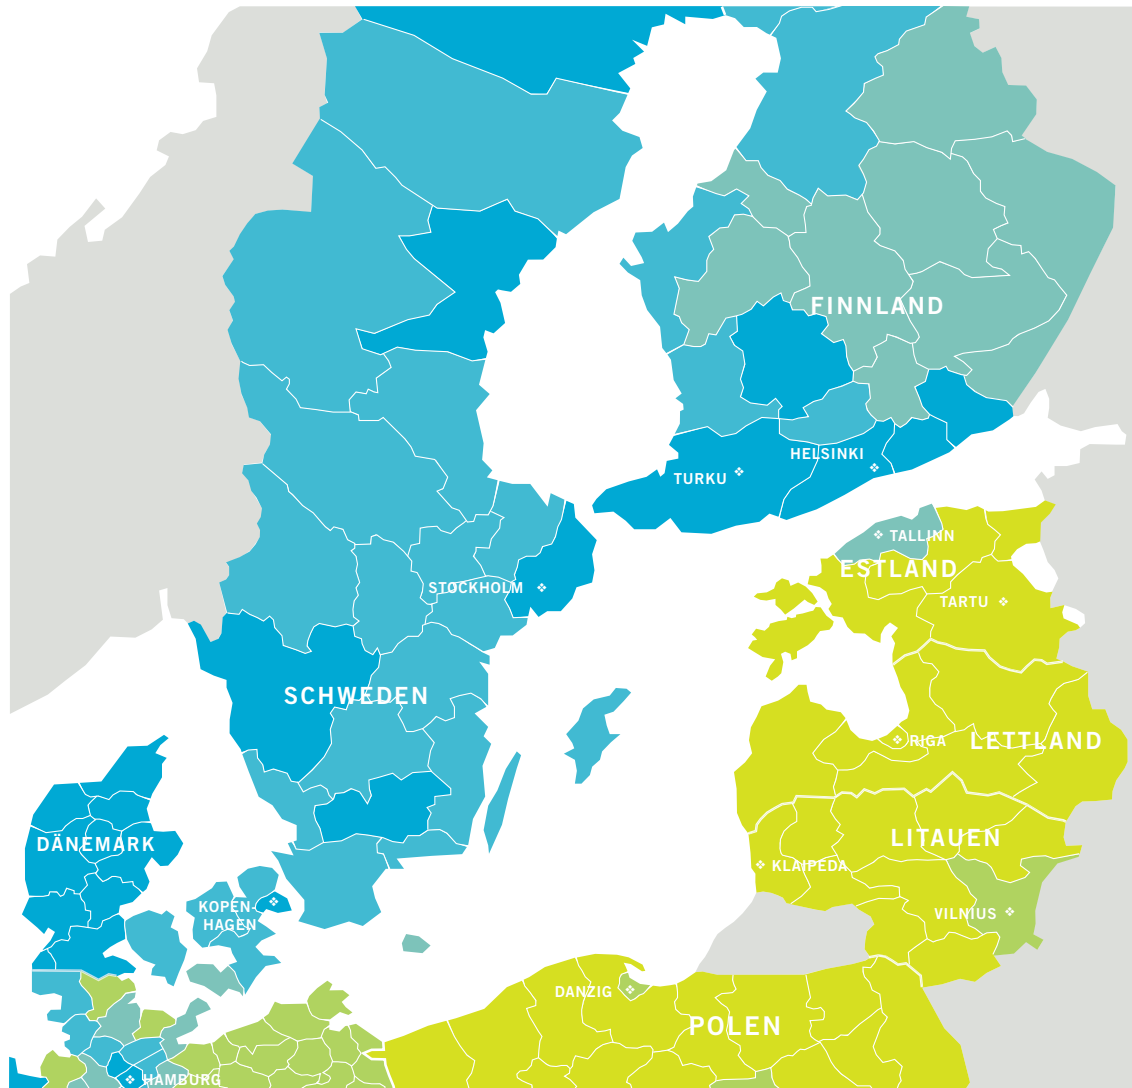 FINNLAND
HELSINKI
TURKU
TALLINN
ESTLAND
STOCKHOLM
TARTU
SCHWEDEN
RIGA
LETTLAND
LITAUEN
DÄNEMARK
KLAIPEDA
KOPEN-
HAGEN
VILNIUS
DANZIG
POLEN
HAMBURG